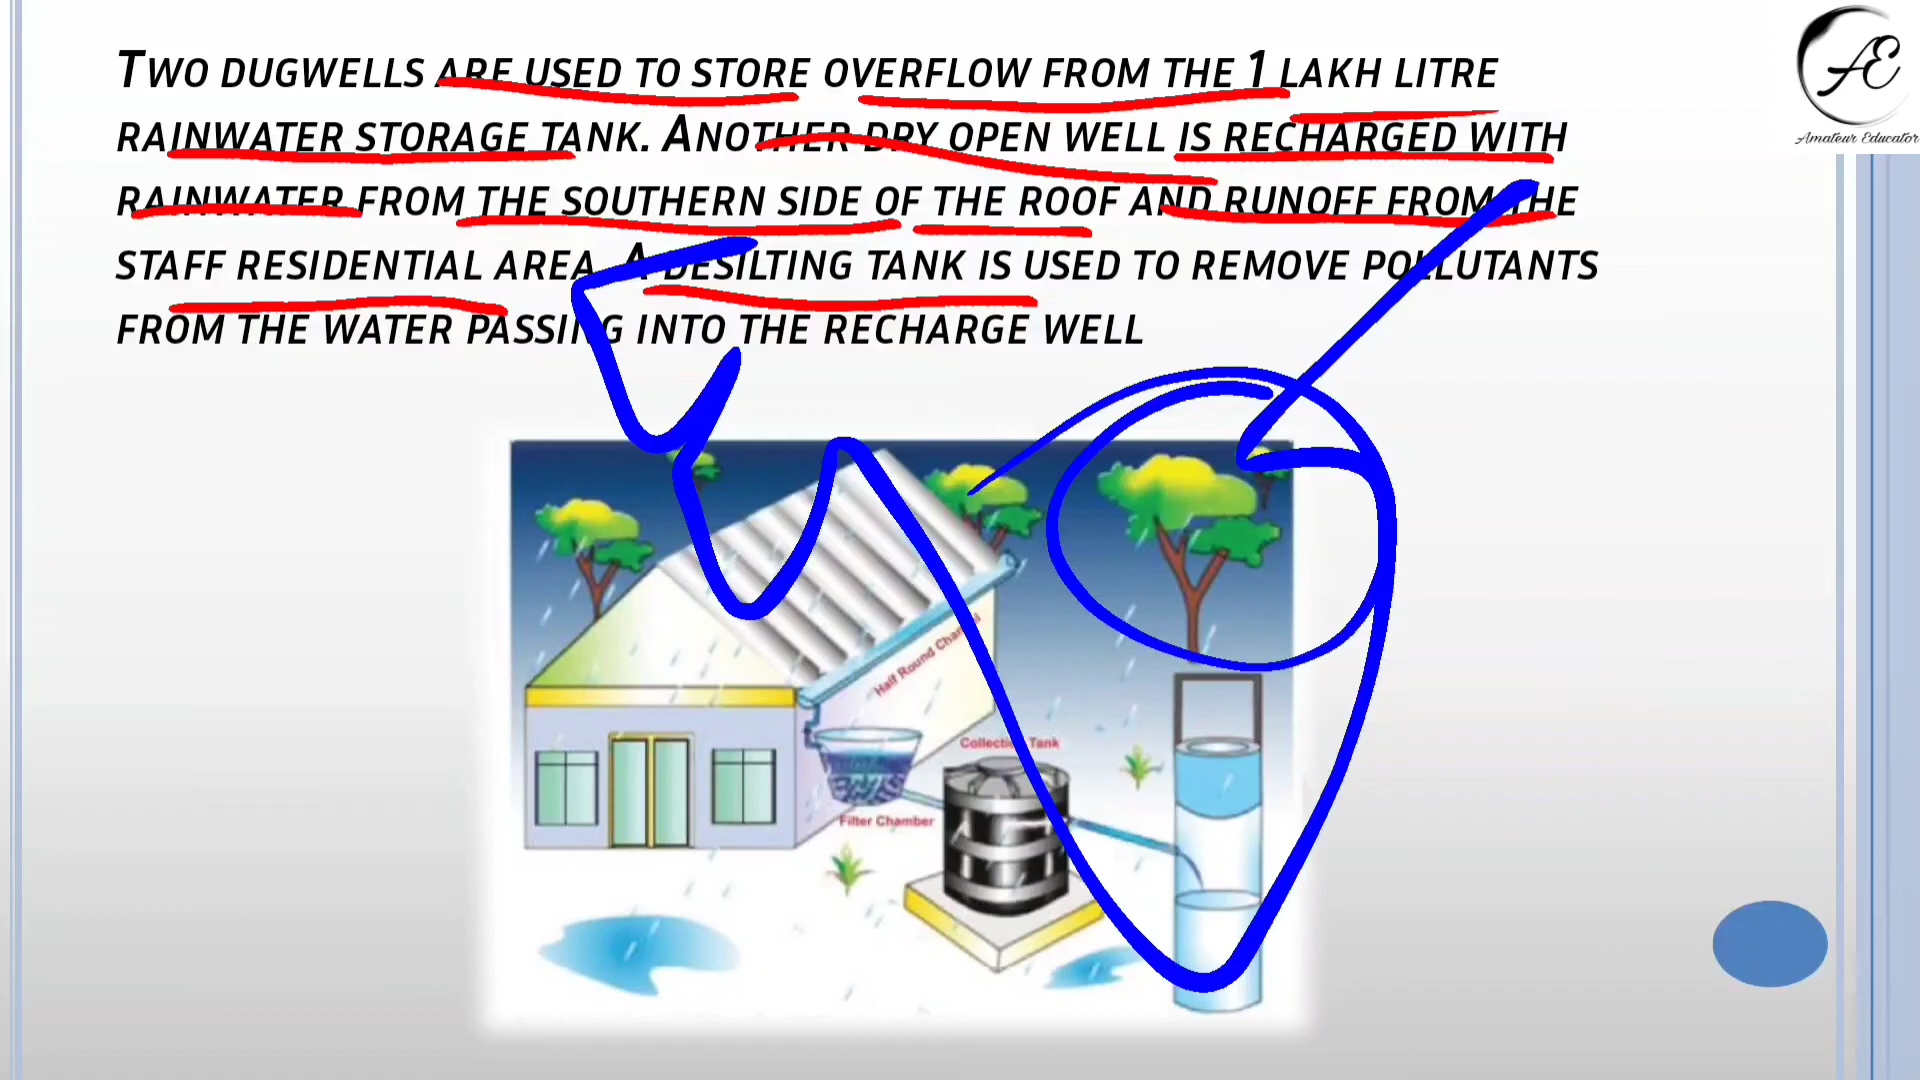 TWO DUGWELLS ARE USED TO STORE OVERFLOW FROM THE 1 LAKH LITRE
RAINWATER STORAGE TANK. ANOTHER DRY OPEN WELL IS RECHARGED WITH
RAINWATER FROM THE SOUTHERN SIDE OF THE ROOF AND RUNOFF FROM THE
STAFF RESIDENTIAL AREA. A DESILTING TANK IS USED TO REMOVE POLLUTANTS
FROM THE WATER PASSING INTO THE RECHARGE WELL
AE
Amateur Educator
Half Round Channel
Collection Tank
Filter Chamber